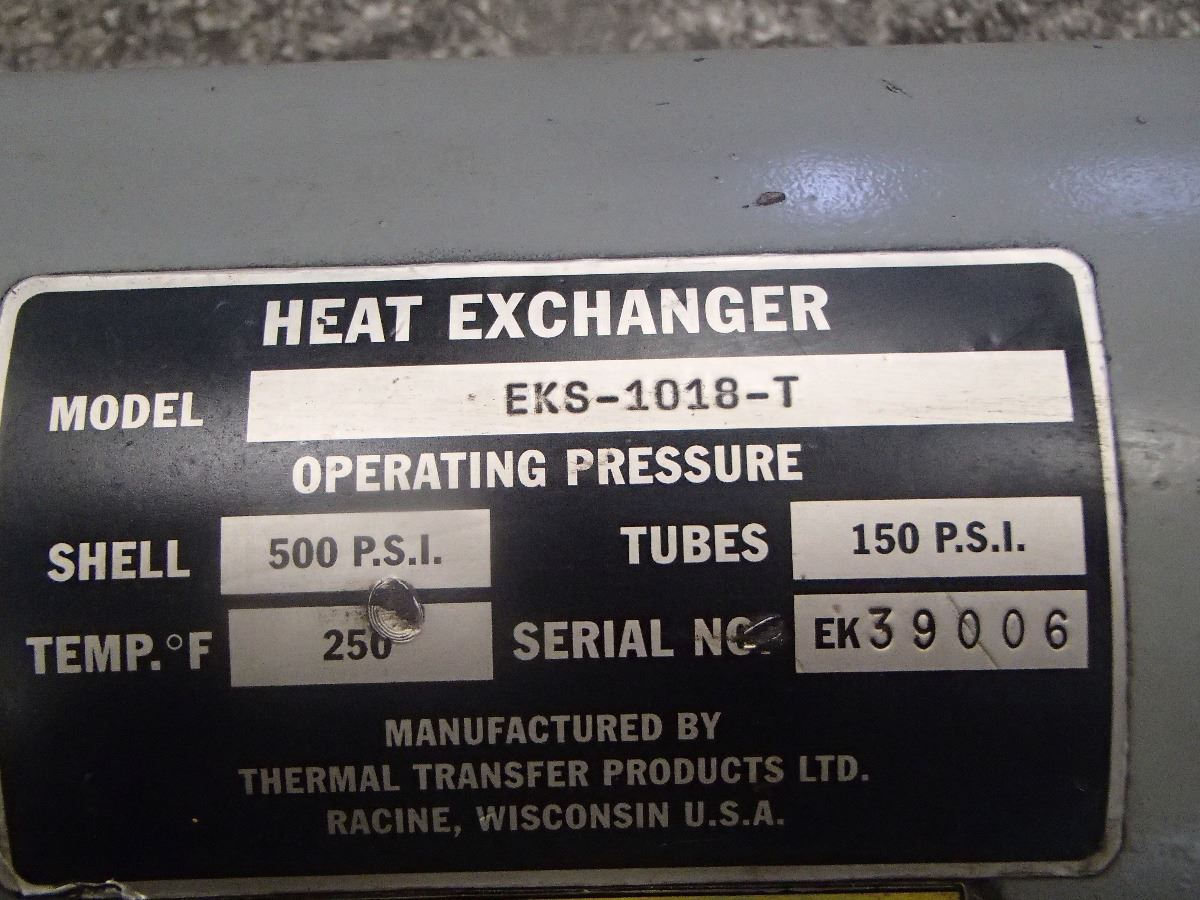 HEAT EXCHANGER
MODEL EKS-1018-T
OPERATING PRESSURE
SHELL 500 P.S.I. TUBES 150 P.S.I.
TEMP.°F 250 SERIAL NO. EK39006
MANUFACTURED BY
THERMAL TRANSFER PRODUCTS LTD.
RACINE, WISCONSIN U.S.A.